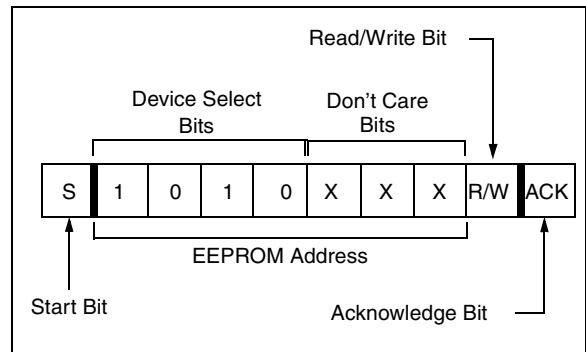 Read/Write Bit
Device Select
Bits
Don't Care
Bits
S 1 0 1 0 X X X R/W ACK
EEPROM Address
Start Bit
Acknowledge Bit